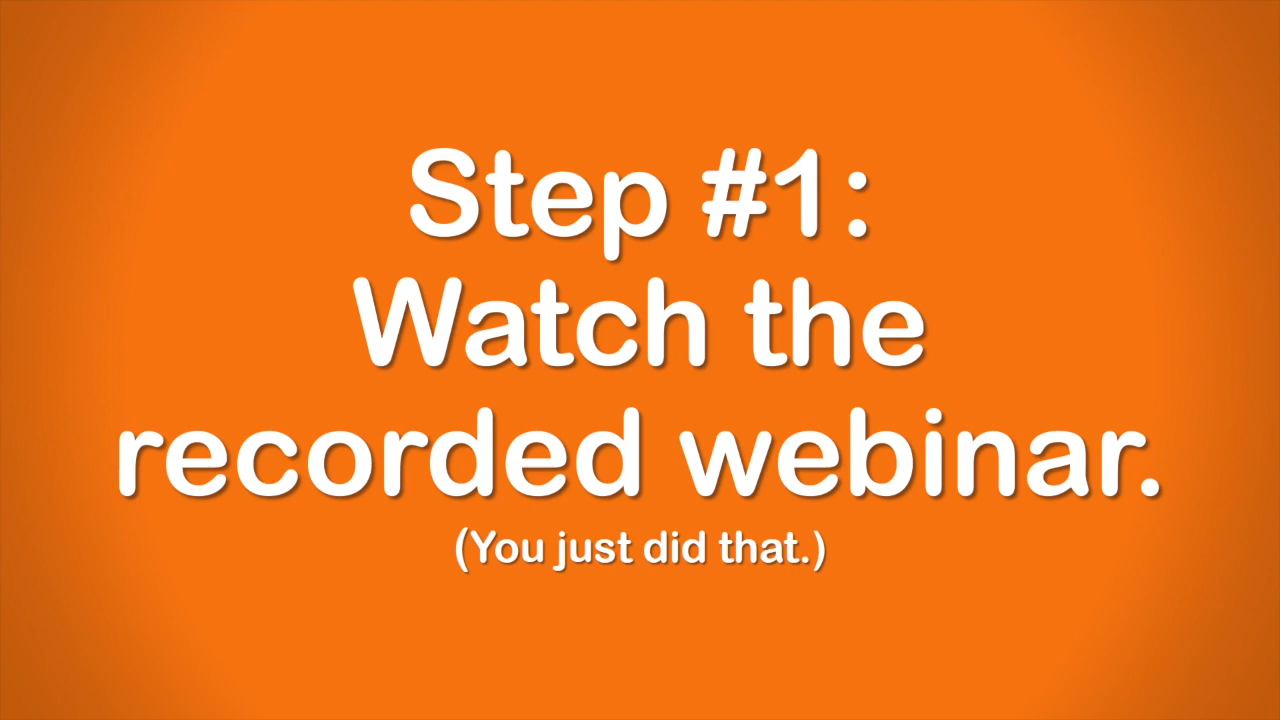 Step #1:
Watch the
recorded webinar.
(You just did that.)